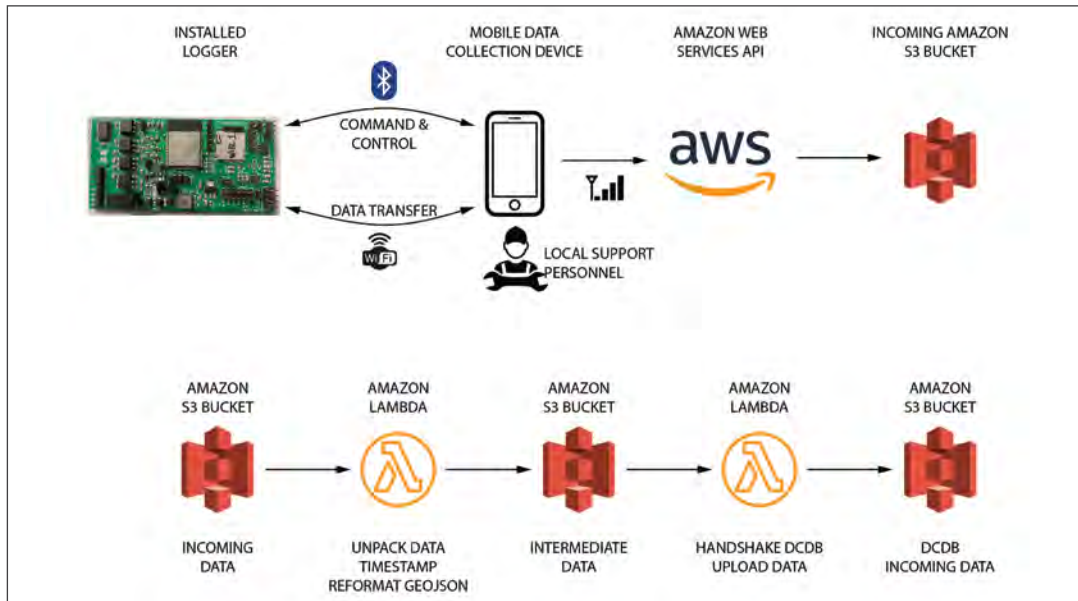 INSTALLED
LOGGER
MOBILE DATA
COLLECTION DEVICE
AMAZON WEB
SERVICES API
INCOMING AMAZON
S3 BUCKET
COMMAND &
CONTROL
aws
DATA TRANSFER
WiFi
LOCAL SUPPORT
PERSONNEL
AMAZON
S3 BUCKET
AMAZON
LAMBDA
AMAZON
S3 BUCKET
AMAZON
LAMBDA
AMAZON
S3 BUCKET
INCOMING
DATA
UNPACK DATA
TIMESTAMP
REFORMAT GEOJSON
INTERMEDIATE
DATA
HANDSHAKE DCDB
UPLOAD DATA
DCDB
INCOMING DATA